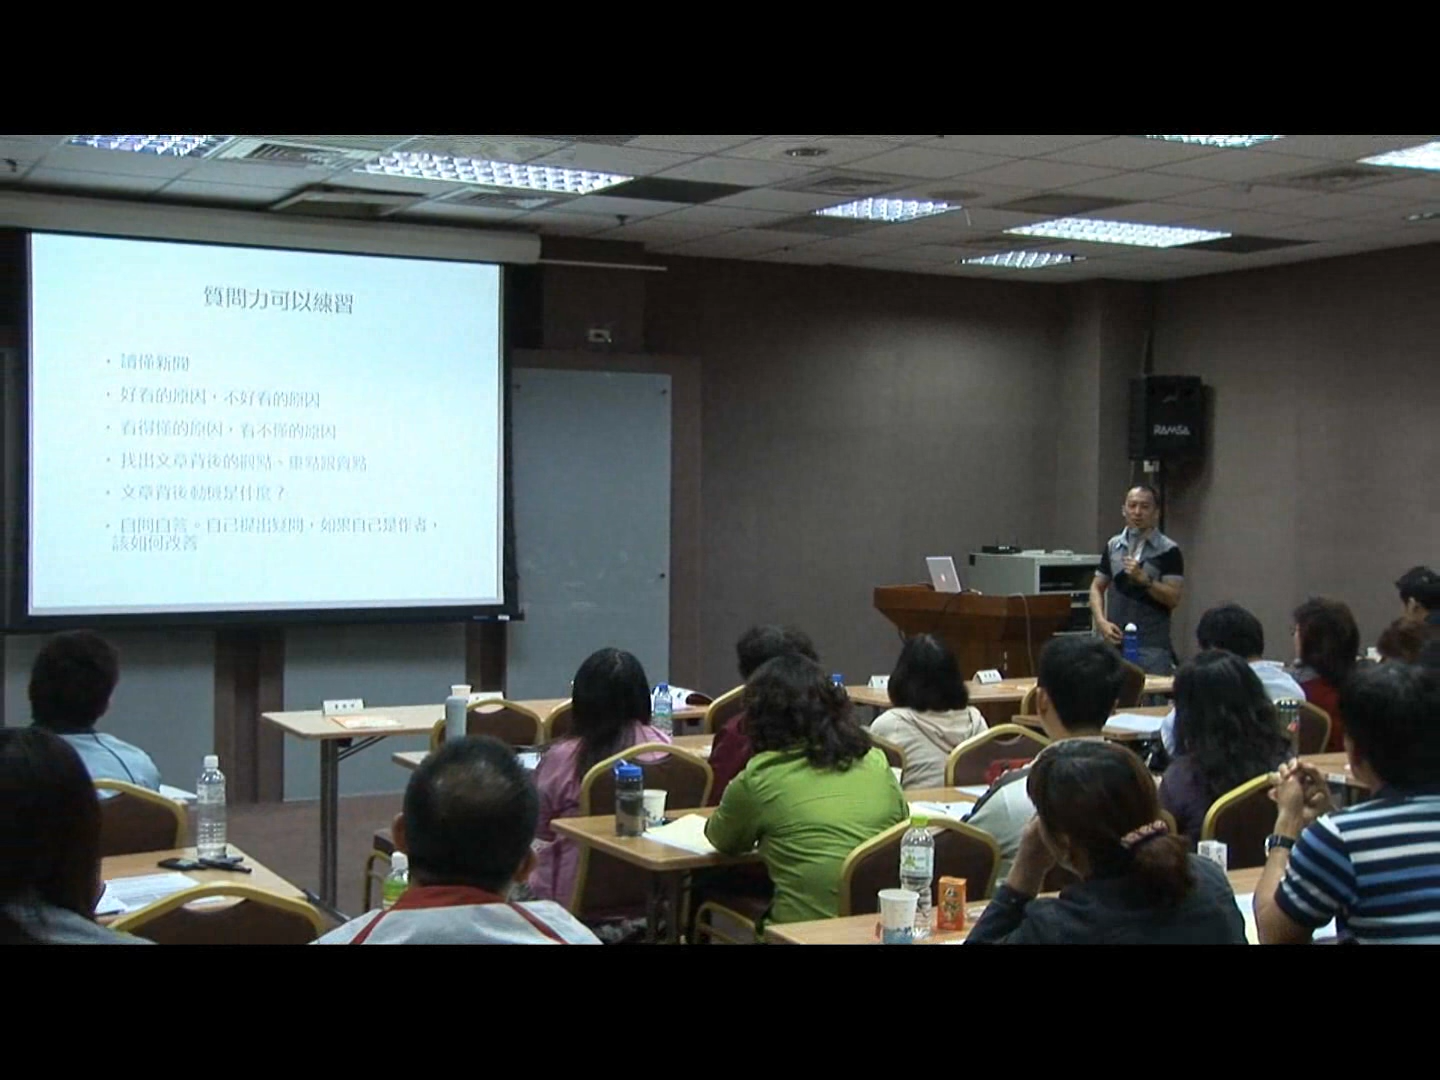 質問力可以練習
• 讀懂新聞
• 好看的原因，不好看的原因
• 看得懂的原因，看不懂的原因
• 找出文章背後的觀點、重點跟賣點
• 文章背後動機是什麼？
• 自問自答。自己提出疑問，如果自己是作者，
該如何改善
RAMSA